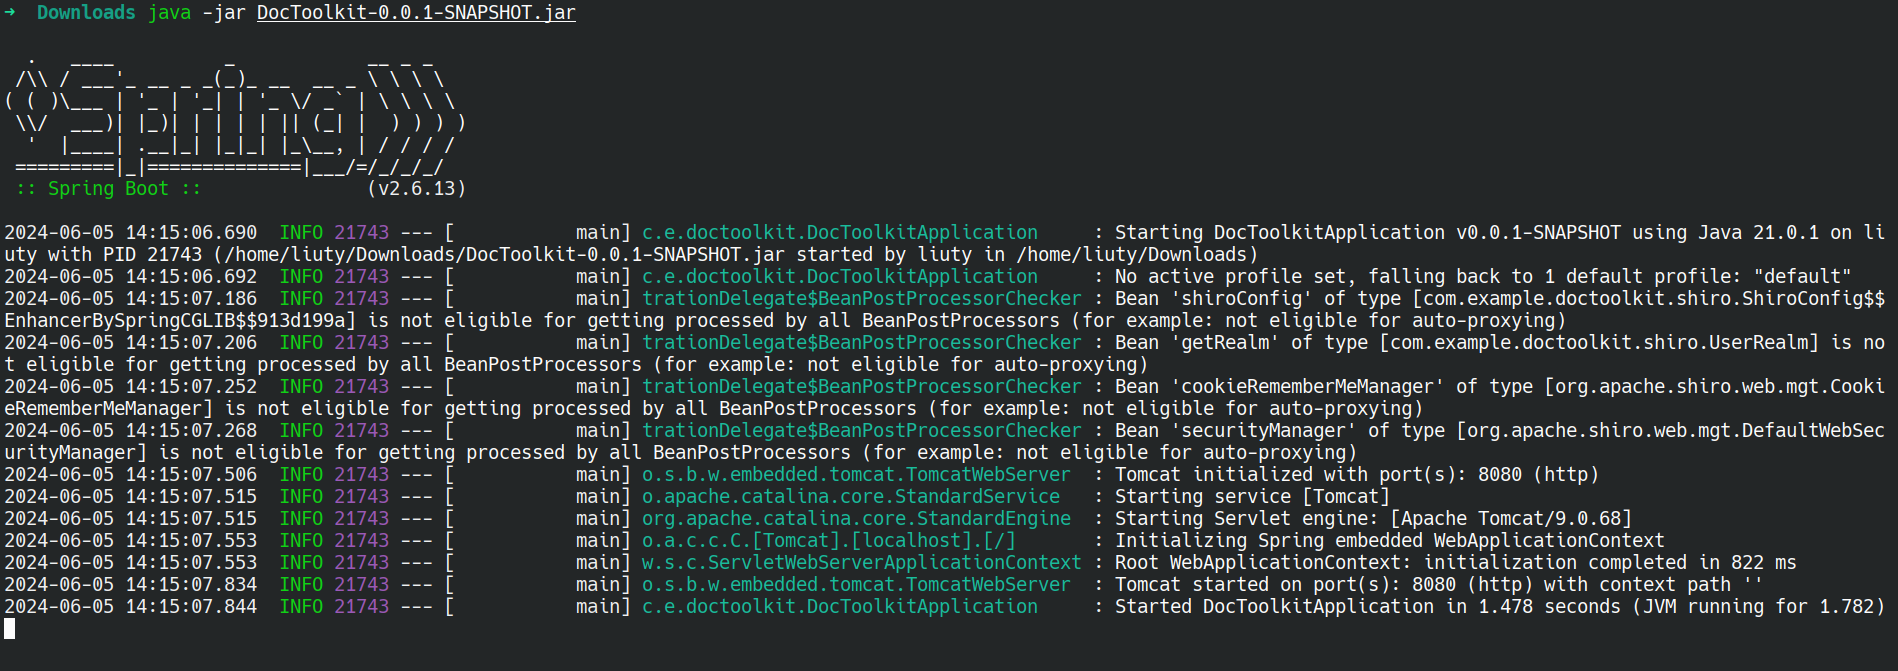 ➜  Downloads java -jar DocToolkit-0.0.1-SNAPSHOT.jar

  .   ____          _            __ _ _
 /\\ / ___'_ __ _ _(_)_ __  __ _ \ \ \ \
( ( )\___ | '_ | '_| | '_ \/ _` | \ \ \ \
 \\/  ___)| |_)| | | | | || (_| |  ) ) ) )
  '  |____| .__|_| |_|_| |_\__, | / / / /
 =========|_|==============|___/=/_/_/_/
 :: Spring Boot ::               (v2.6.13)

2024-06-05 14:15:06.690  INFO 21743 --- [           main] c.e.doctoolkit.DocToolkitApplication     : Starting DocToolkitApplication v0.0.1-SNAPSHOT using Java 21.0.1 on li
uty with PID 21743 (/home/liuty/Downloads/DocToolkit-0.0.1-SNAPSHOT.jar started by liuty in /home/liuty/Downloads)
2024-06-05 14:15:06.692  INFO 21743 --- [           main] c.e.doctoolkit.DocToolkitApplication     : No active profile set, falling back to 1 default profile: "default"
2024-06-05 14:15:07.186  INFO 21743 --- [           main] trationDelegate$BeanPostProcessorChecker : Bean 'shiroConfig' of type [com.example.doctoolkit.shiro.ShiroConfig$$
EnhancerBySpringCGLIB$$913d199a] is not eligible for getting processed by all BeanPostProcessors (for example: not eligible for auto-proxying)
2024-06-05 14:15:07.206  INFO 21743 --- [           main] trationDelegate$BeanPostProcessorChecker : Bean 'getRealm' of type [com.example.doctoolkit.shiro.UserRealm] is no
t eligible for getting processed by all BeanPostProcessors (for example: not eligible for auto-proxying)
2024-06-05 14:15:07.252  INFO 21743 --- [           main] trationDelegate$BeanPostProcessorChecker : Bean 'cookieRememberMeManager' of type [org.apache.shiro.web.mgt.Cooki
eRememberMeManager] is not eligible for getting processed by all BeanPostProcessors (for example: not eligible for auto-proxying)
2024-06-05 14:15:07.268  INFO 21743 --- [           main] trationDelegate$BeanPostProcessorChecker : Bean 'securityManager' of type [org.apache.shiro.web.mgt.DefaultWebSec
urityManager] is not eligible for getting processed by all BeanPostProcessors (for example: not eligible for auto-proxying)
2024-06-05 14:15:07.506  INFO 21743 --- [           main] o.s.b.w.embedded.tomcat.TomcatWebServer  : Tomcat initialized with port(s): 8080 (http)
2024-06-05 14:15:07.515  INFO 21743 --- [           main] o.apache.catalina.core.StandardService   : Starting service [Tomcat]
2024-06-05 14:15:07.515  INFO 21743 --- [           main] org.apache.catalina.core.StandardEngine  : Starting Servlet engine: [Apache Tomcat/9.0.68]
2024-06-05 14:15:07.553  INFO 21743 --- [           main] o.a.c.c.C.[Tomcat].[localhost].[/]       : Initializing Spring embedded WebApplicationContext
2024-06-05 14:15:07.553  INFO 21743 --- [           main] w.s.c.ServletWebServerApplicationContext : Root WebApplicationContext: initialization completed in 822 ms
2024-06-05 14:15:07.834  INFO 21743 --- [           main] o.s.b.w.embedded.tomcat.TomcatWebServer  : Tomcat started on port(s): 8080 (http) with context path ''
2024-06-05 14:15:07.844  INFO 21743 --- [           main] c.e.doctoolkit.DocToolkitApplication     : Started DocToolkitApplication in 1.478 seconds (JVM running for 1.782)